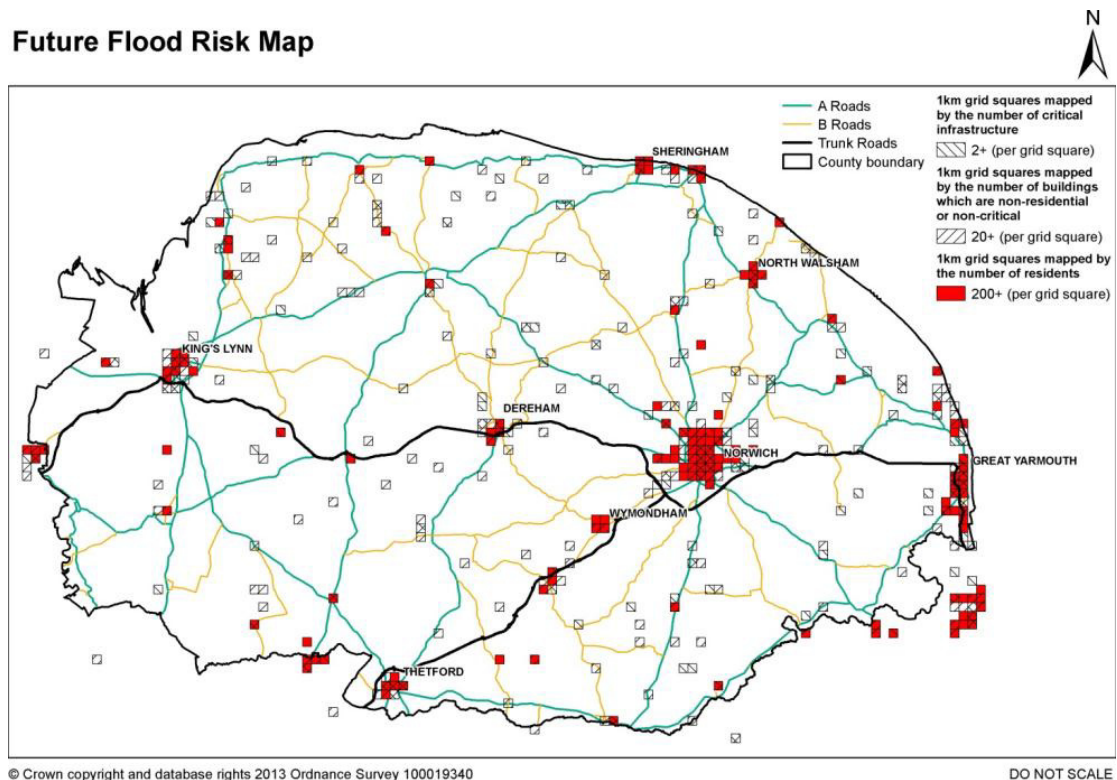 N
Future Flood Risk Map
A Roads
B Roads
Trunk Roads
County boundary
1km grid squares mapped
by the number of critical
infrastructure
2+ (per grid square)
1km grid squares mapped
by the number of buildings
which are non-residential
or non-critical
20+ (per grid square)
1km grid squares mapped by
the number of residents
200+ (per grid square)
SHERINGHAM
NORTH WALSHAM
KING'S LYNN
DEREHAM
NORWICH
GREAT YARMOUTH
WYMONDHAM
THETFORD
© Crown copyright and database rights 2013 Ordnance Survey 100019340
DO NOT SCALE